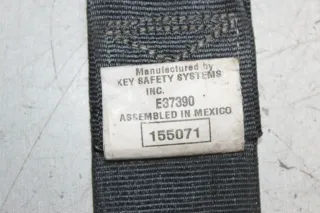 Manufactured by
KEY SAFETY SYSTEMS
INC.
E37390
ASSEMBLED IN MEXICO
155071